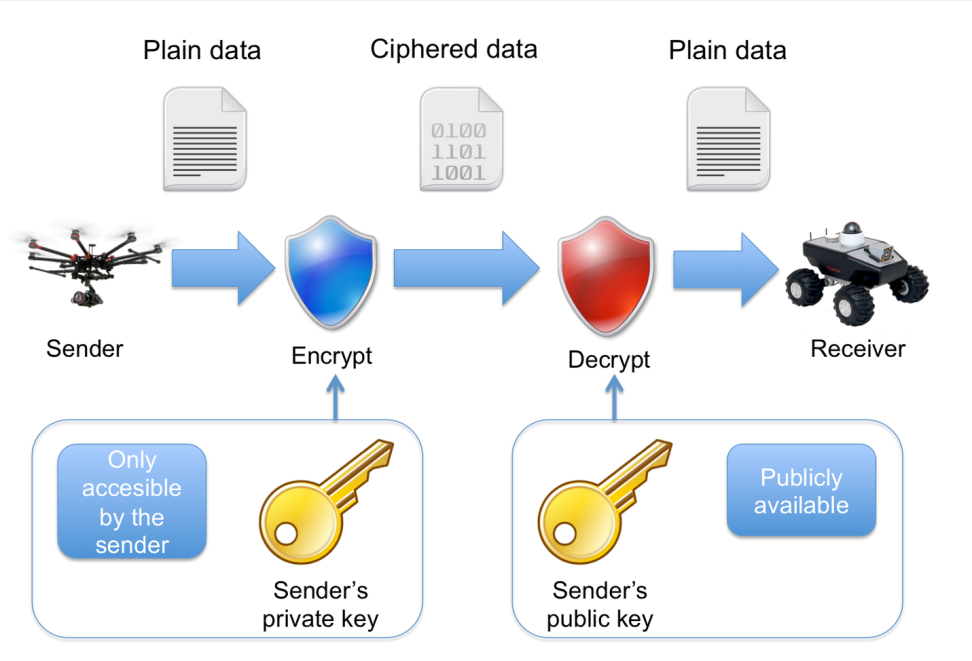 Plain data
Ciphered data
Plain data
0100
1101
1001
Sender
Encrypt
Decrypt
Receiver
Only
accesible
by the
sender
Sender’s
private key
Sender’s
public key
Publicly
available